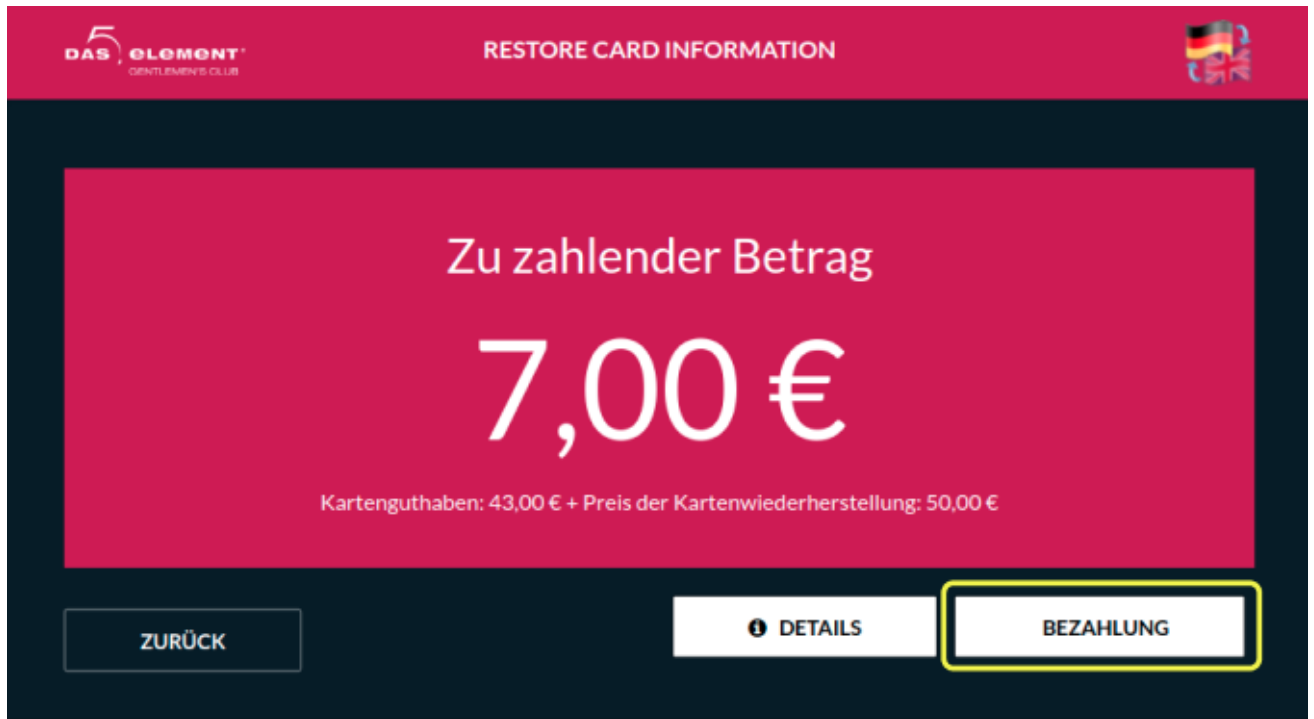 DAS 5 ELEMENT
GENTLEMEN'S CLUB
RESTORE CARD INFORMATION
Zu zahlender Betrag
7,00 €
Kartenguthaben: 43,00 € + Preis der Kartenwiederherstellung: 50,00 €
ZURÜCK
DETAILS
BEZAHLUNG